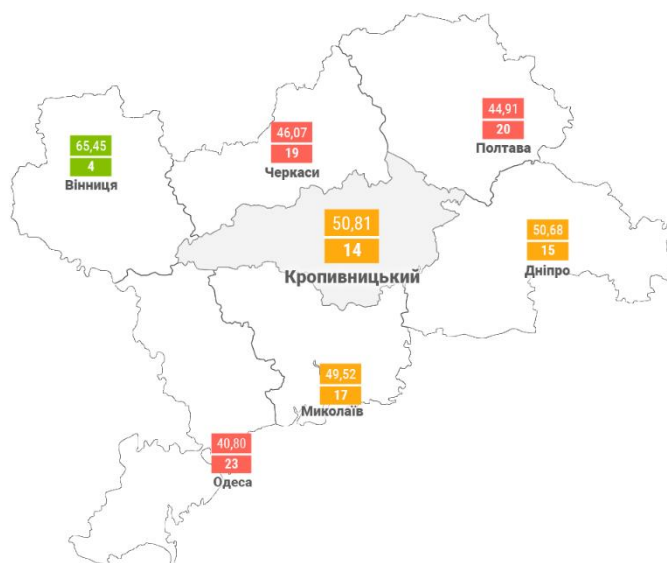 44,91
20
Полтава
46,07
19
Черкаси
65,45
4
Вінниця
50,81
14
Кропивницький
50,68
15
Дніпро
49,52
17
Миколаїв
40,80
23
Одеса